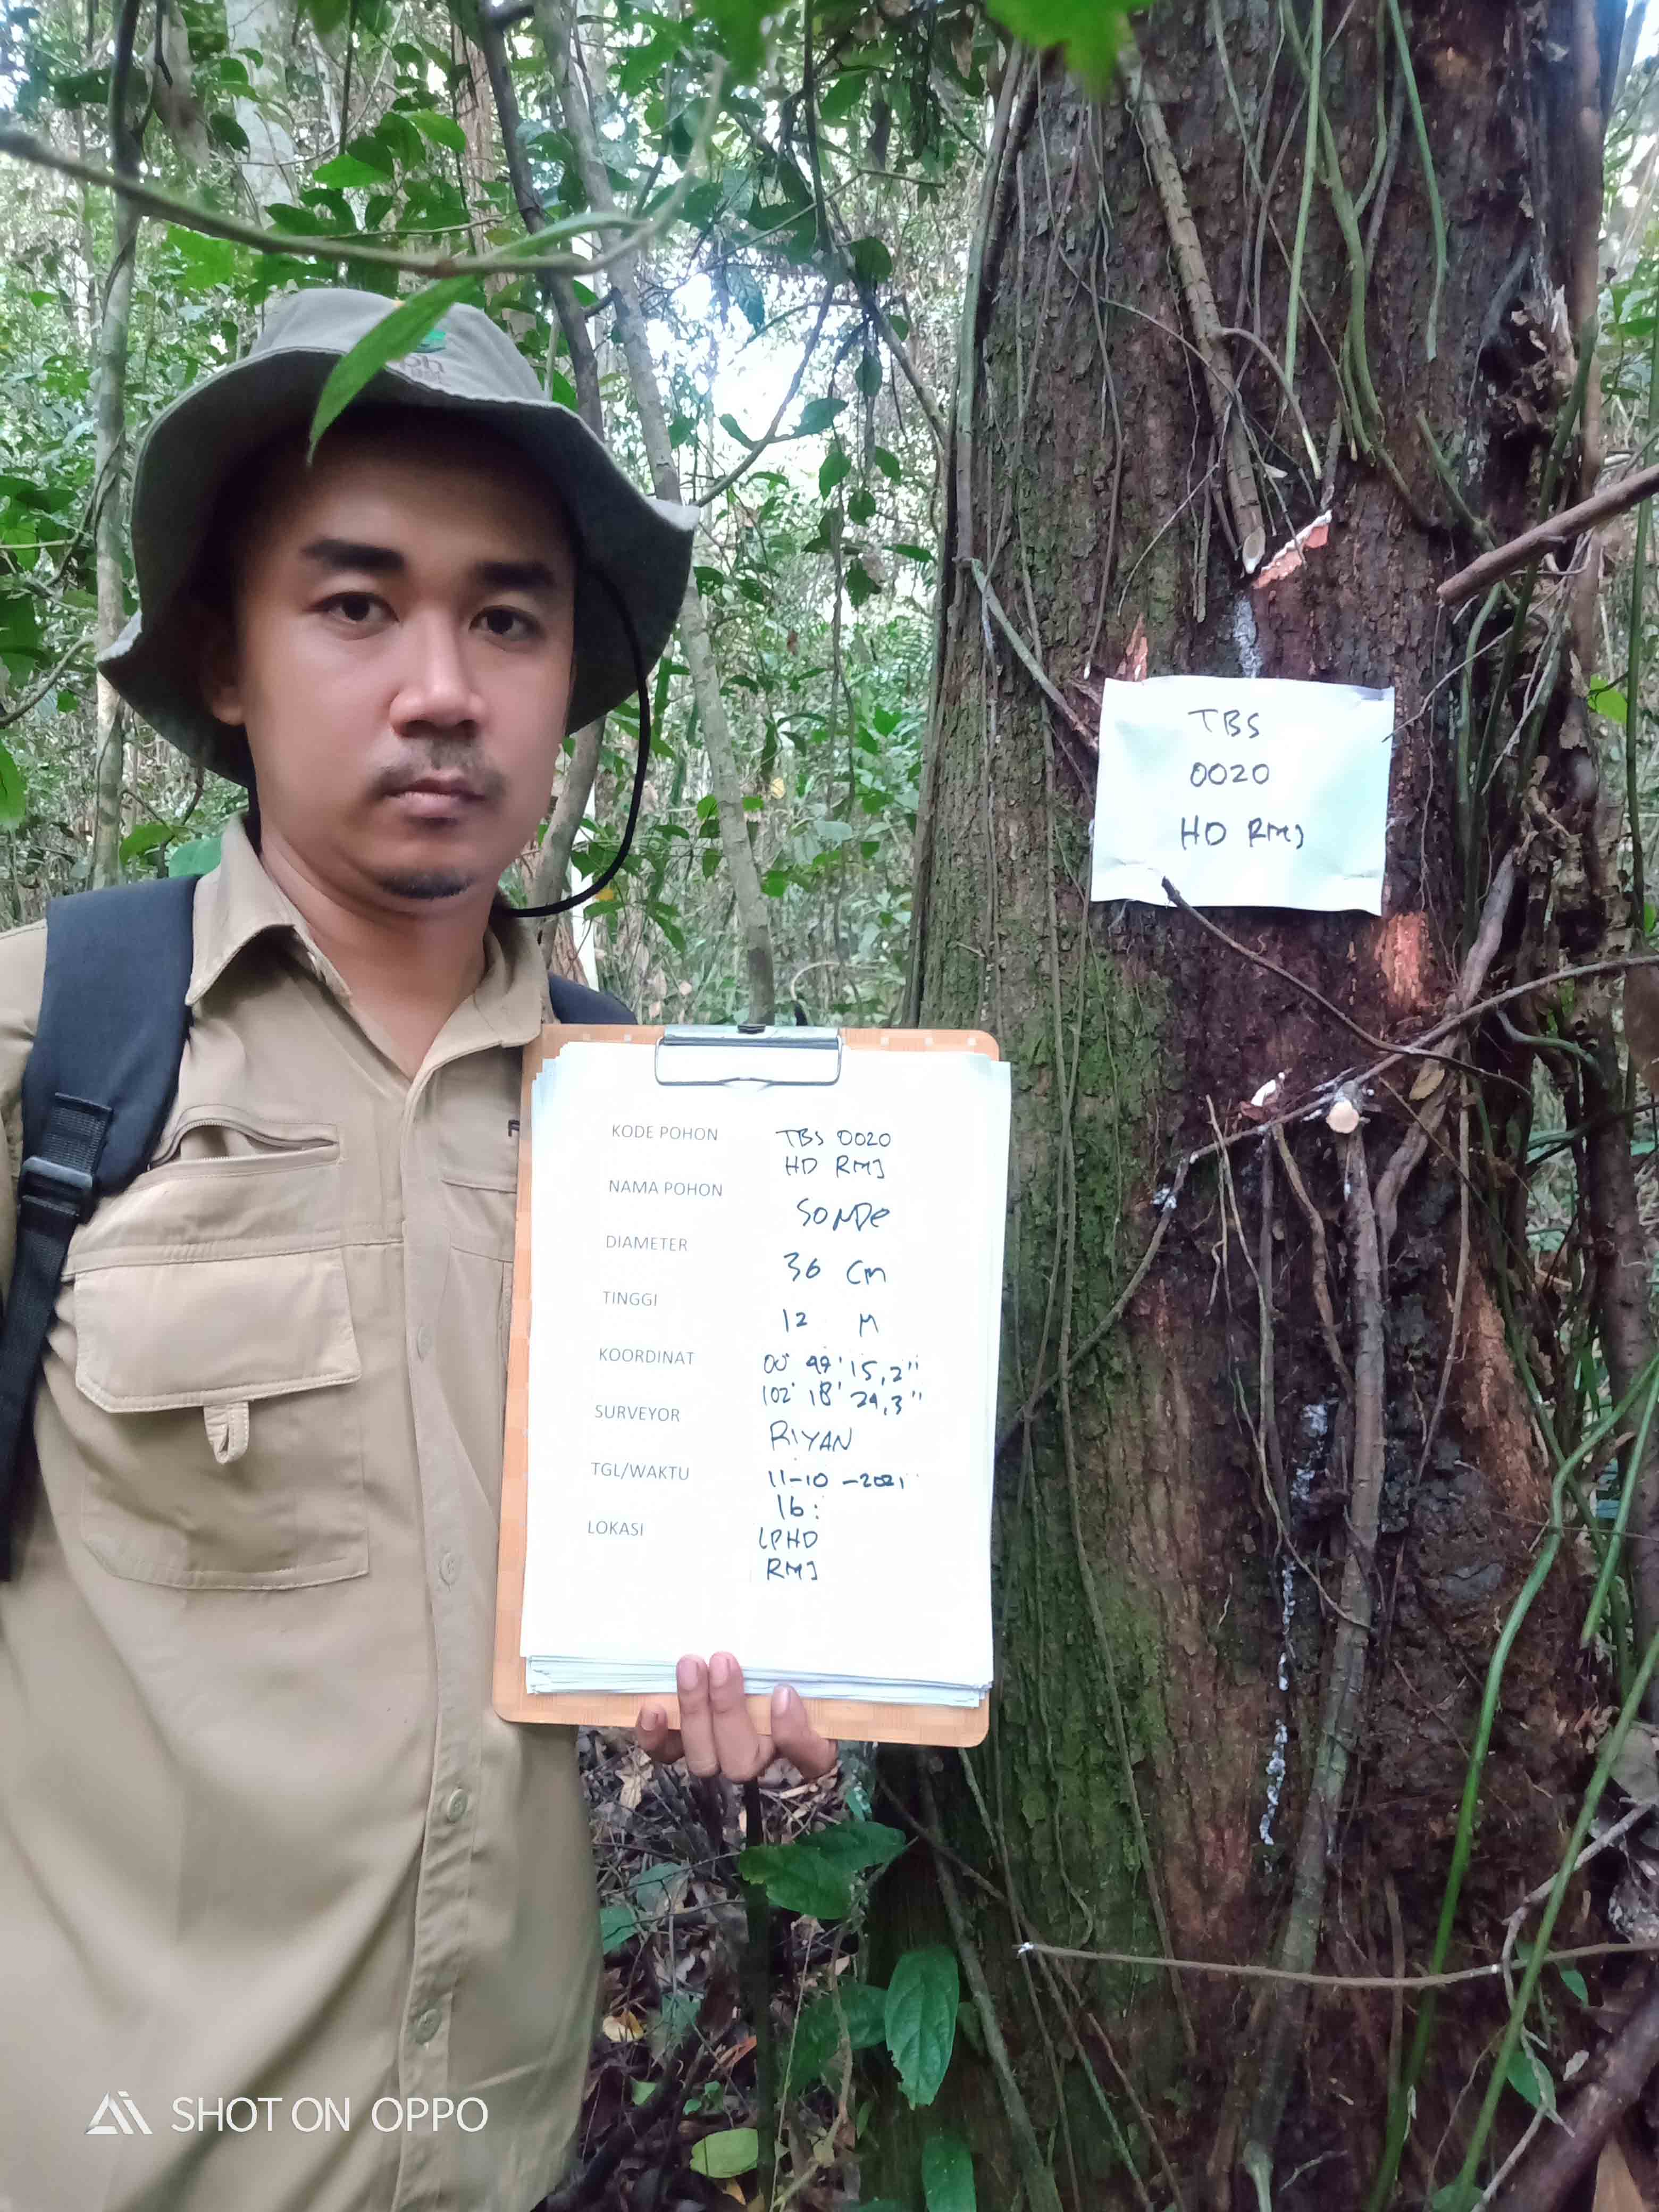 TBS
0020
HD RMJ
KODE POHON TBS 0020
HD RMJ
NAMA POHON SONDE
DIAMETER 36 CM
TINGGI 12 M
KOORDINAT 00° 49' 15,2"
102° 18' 24,3"
SURVEYOR RIYAN
TGL/WAKTU 11-10-2021
16:
LOKASI LPHD
RMJ
SHOT ON OPPO